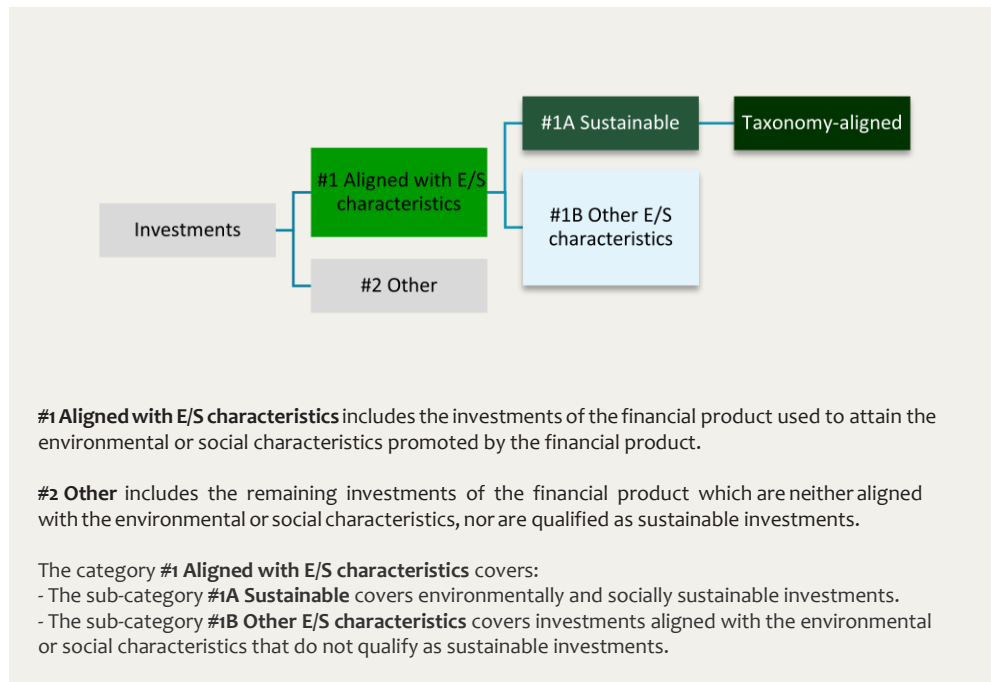 #1A Sustainable
Taxonomy-aligned
#1 Aligned with E/S
characteristics
#1B Other E/S
characteristics
Investments
#2 Other
#1 Aligned with E/S characteristics includes the investments of the financial product used to attain the
environmental or social characteristics promoted by the financial product.
#2 Other includes the remaining investments of the financial product which are neither aligned
with the environmental or social characteristics, nor are qualified as sustainable investments.
The category #1 Aligned with E/S characteristics covers:
- The sub-category #1A Sustainable covers environmentally and socially sustainable investments.
- The sub-category #1B Other E/S characteristics covers investments aligned with the environmental
or social characteristics that do not qualify as sustainable investments.